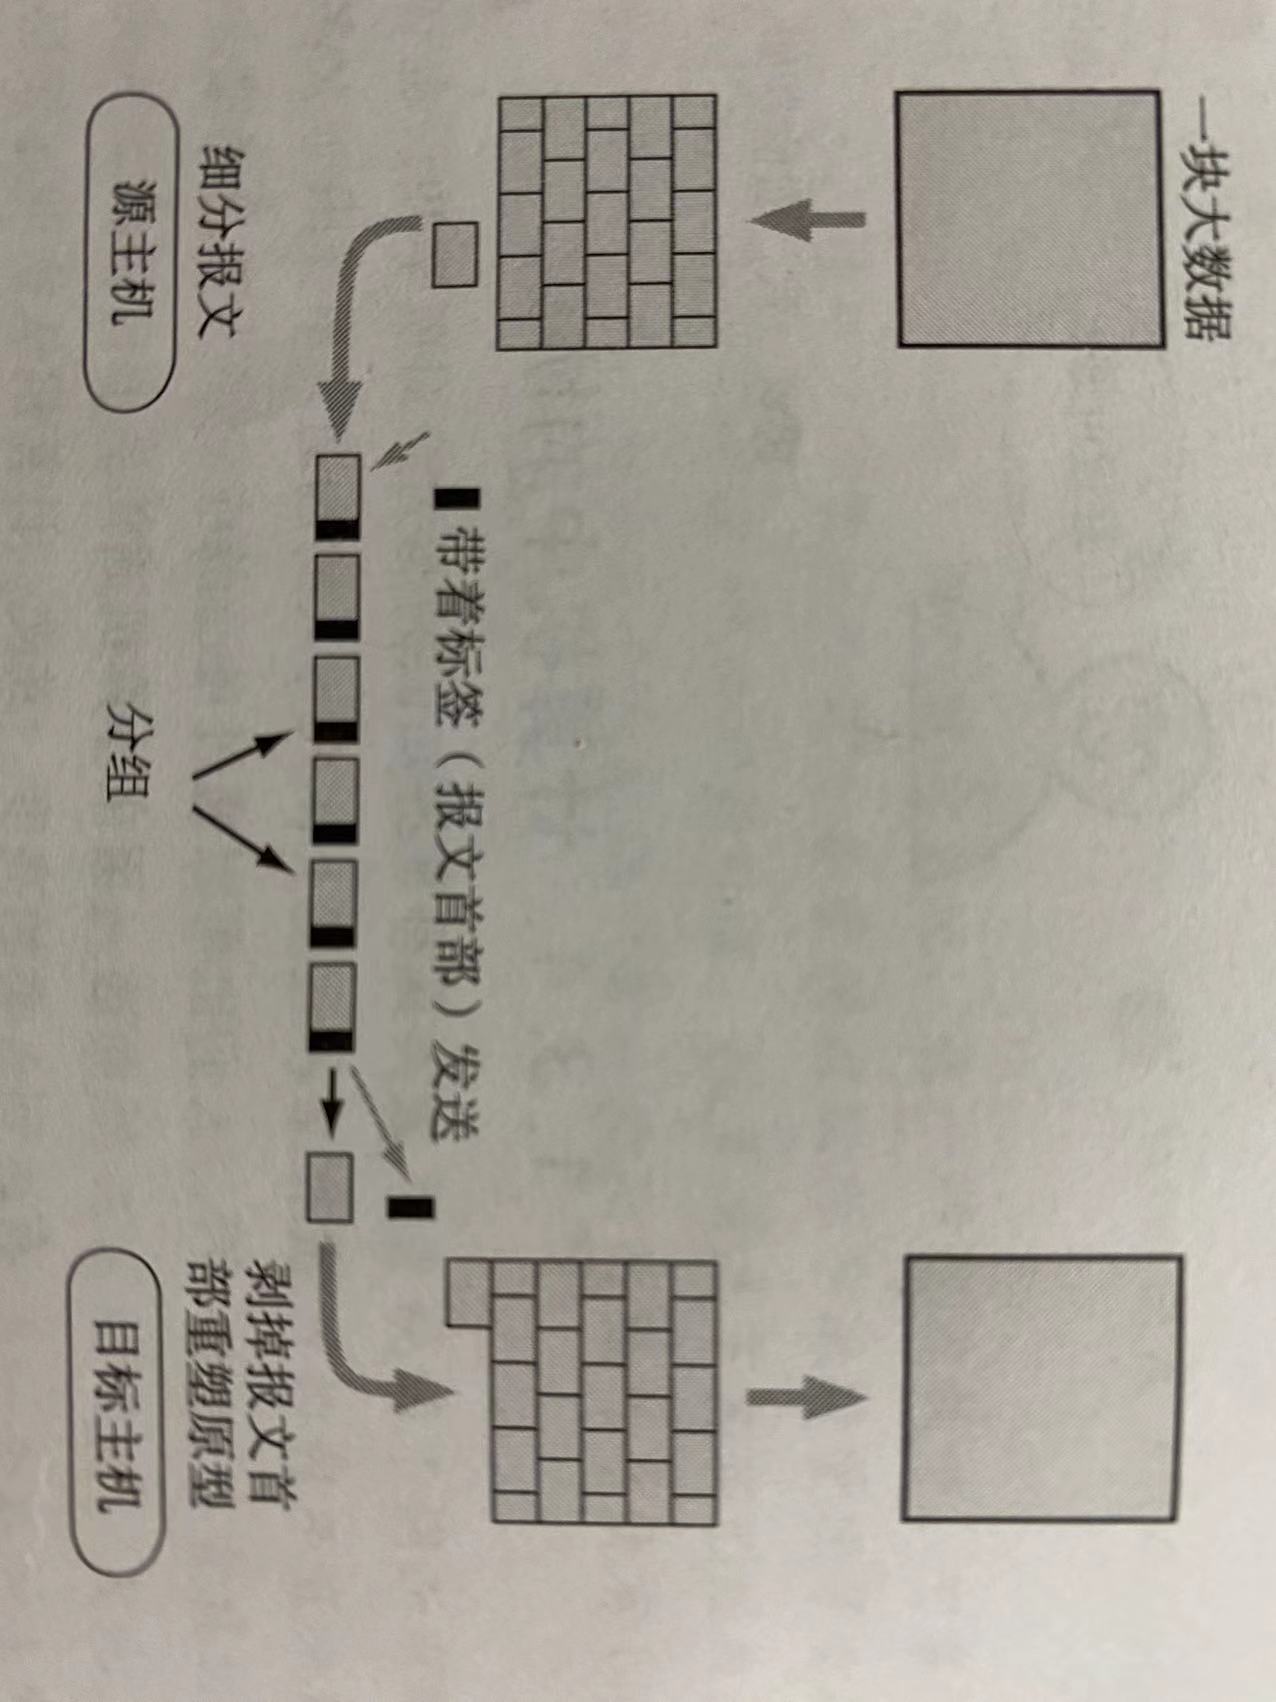 一块大数据
带着标签（报文首部）发送
细分报文
源主机
分组
剥掉报文首
部重塑原型
目标主机